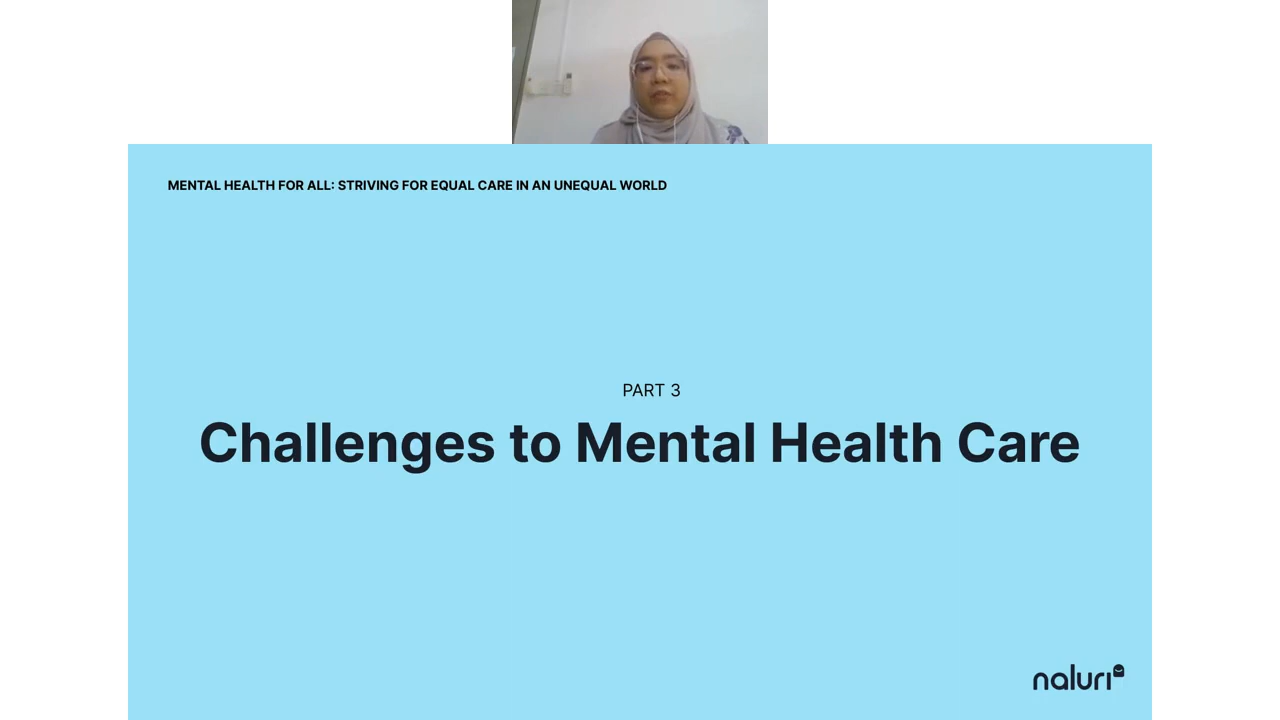 MENTAL HEALTH FOR ALL: STRIVING FOR EQUAL CARE IN AN UNEQUAL WORLD
PART 3
Challenges to Mental Health Care
naluri